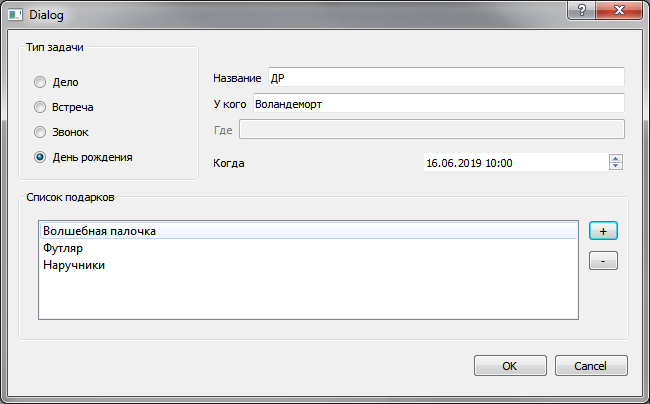 Dialog
Тип задачи
Дело
Встреча
Звонок
День рождения
Название ДР
У кого Воландеморт
Где
Когда 16.06.2019 10:00
Список подарков
Волшебная палочка
Футляр
Наручники
+
-
OK Cancel